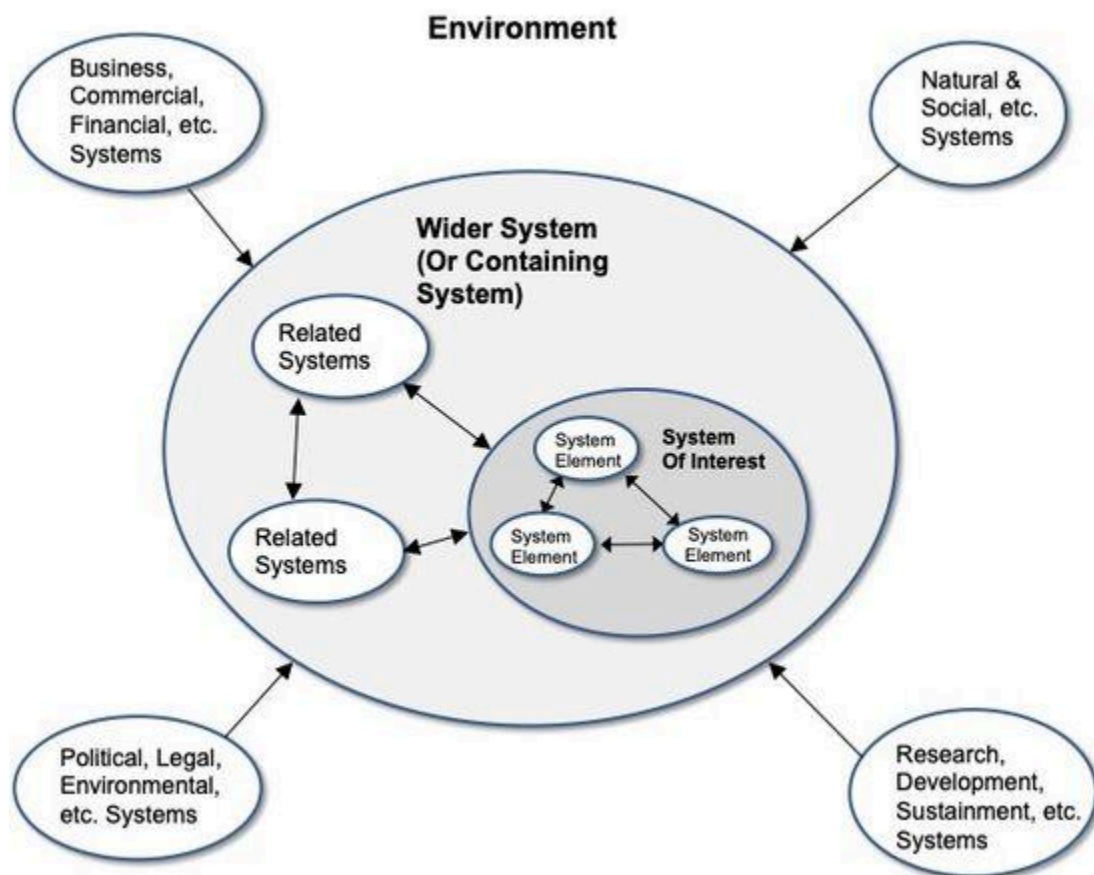 Environment
Business,
Commercial,
Financial, etc.
Systems
Natural &
Social, etc.
Systems
Wider System
(Or Containing
System)
Related
Systems
System
Element
System
Of Interest
Related
Systems
System
Element
System
Element
Political, Legal,
Environmental,
etc. Systems
Research,
Development,
Sustainment, etc.
Systems